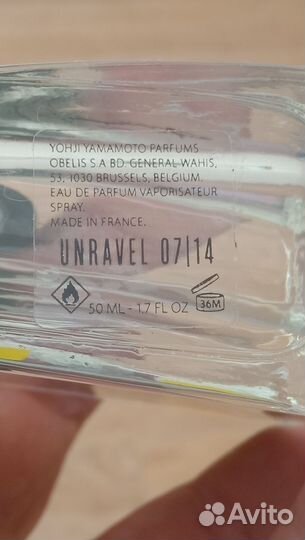 YOHJI YAMAMOTO PARFUMS
OBELIS S.A BD. GENERAL WAHIS,
53, 1030 BRUSSELS, BELGIUM.
EAU DE PARFUM VAPORISATEUR
SPRAY.
MADE IN FRANCE.
UNRAVEL 07|14
50 ML - 1.7 FL OZ
36M
Avito